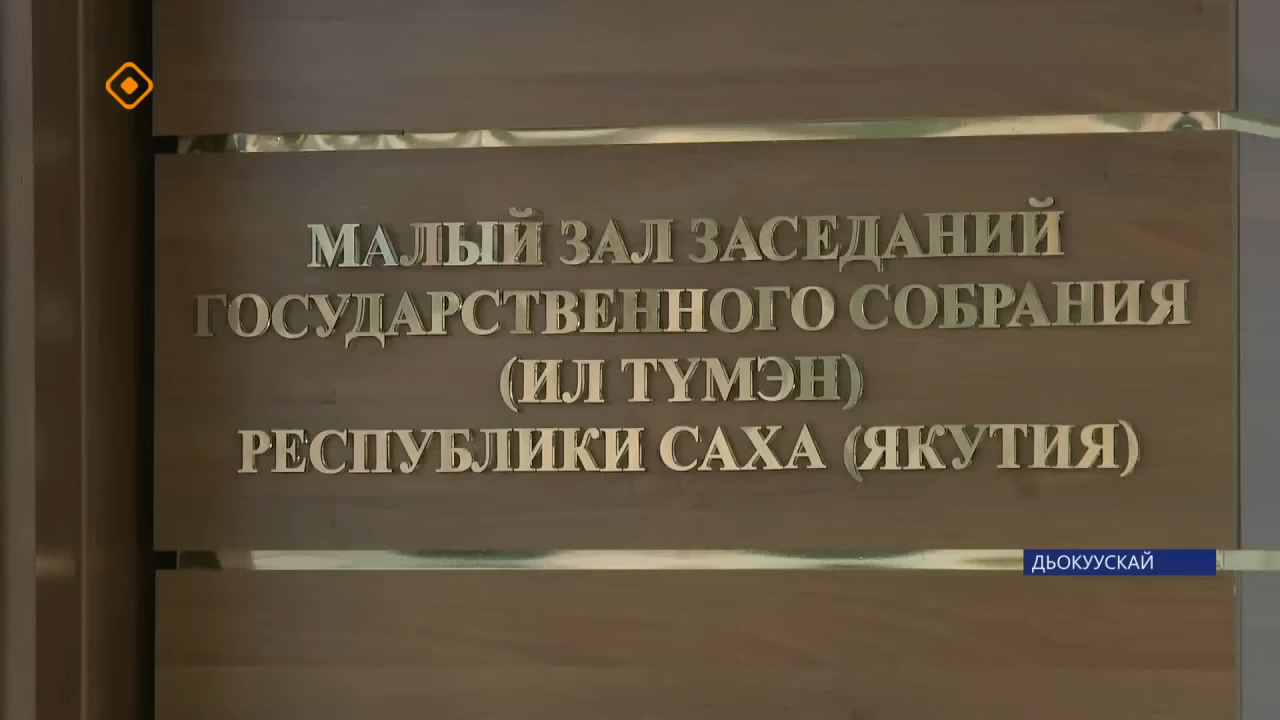 МАЛЫЙ ЗАЛ ЗАСЕДАНИЙ
ГОСУДАРСТВЕННОГО СОБРАНИЯ
(ИЛ ТҮМЭН)
РЕСПУБЛИКИ САХА (ЯКУТИЯ)
ДЬОКУУСКАЙ